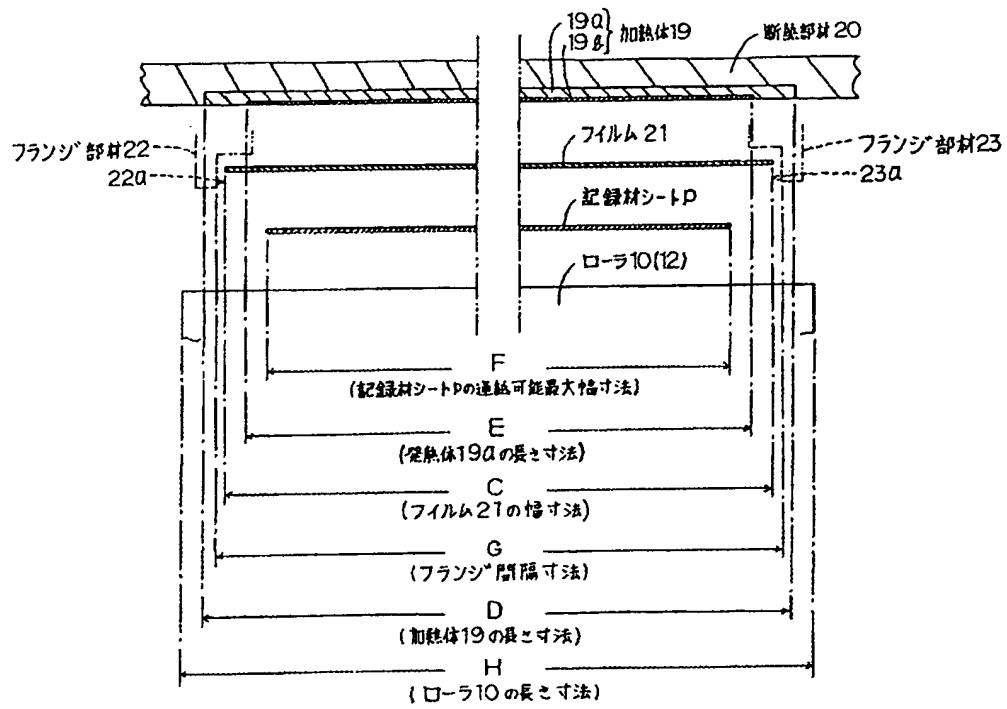 19a
19b
加熱体19
断熱部材20
フランジ部材22
22a
フイルム21
フランジ部材23
23a
記録材シートP
ローラ10(12)
F
(記録材シートPの通紙可能最大幅寸法)
E
(発熱体19aの長さ寸法)
C
(フイルム21の幅寸法)
G
(フランジ間隔寸法)
D
(加熱体19の長さ寸法)
H
(ローラ10の長さ寸法)